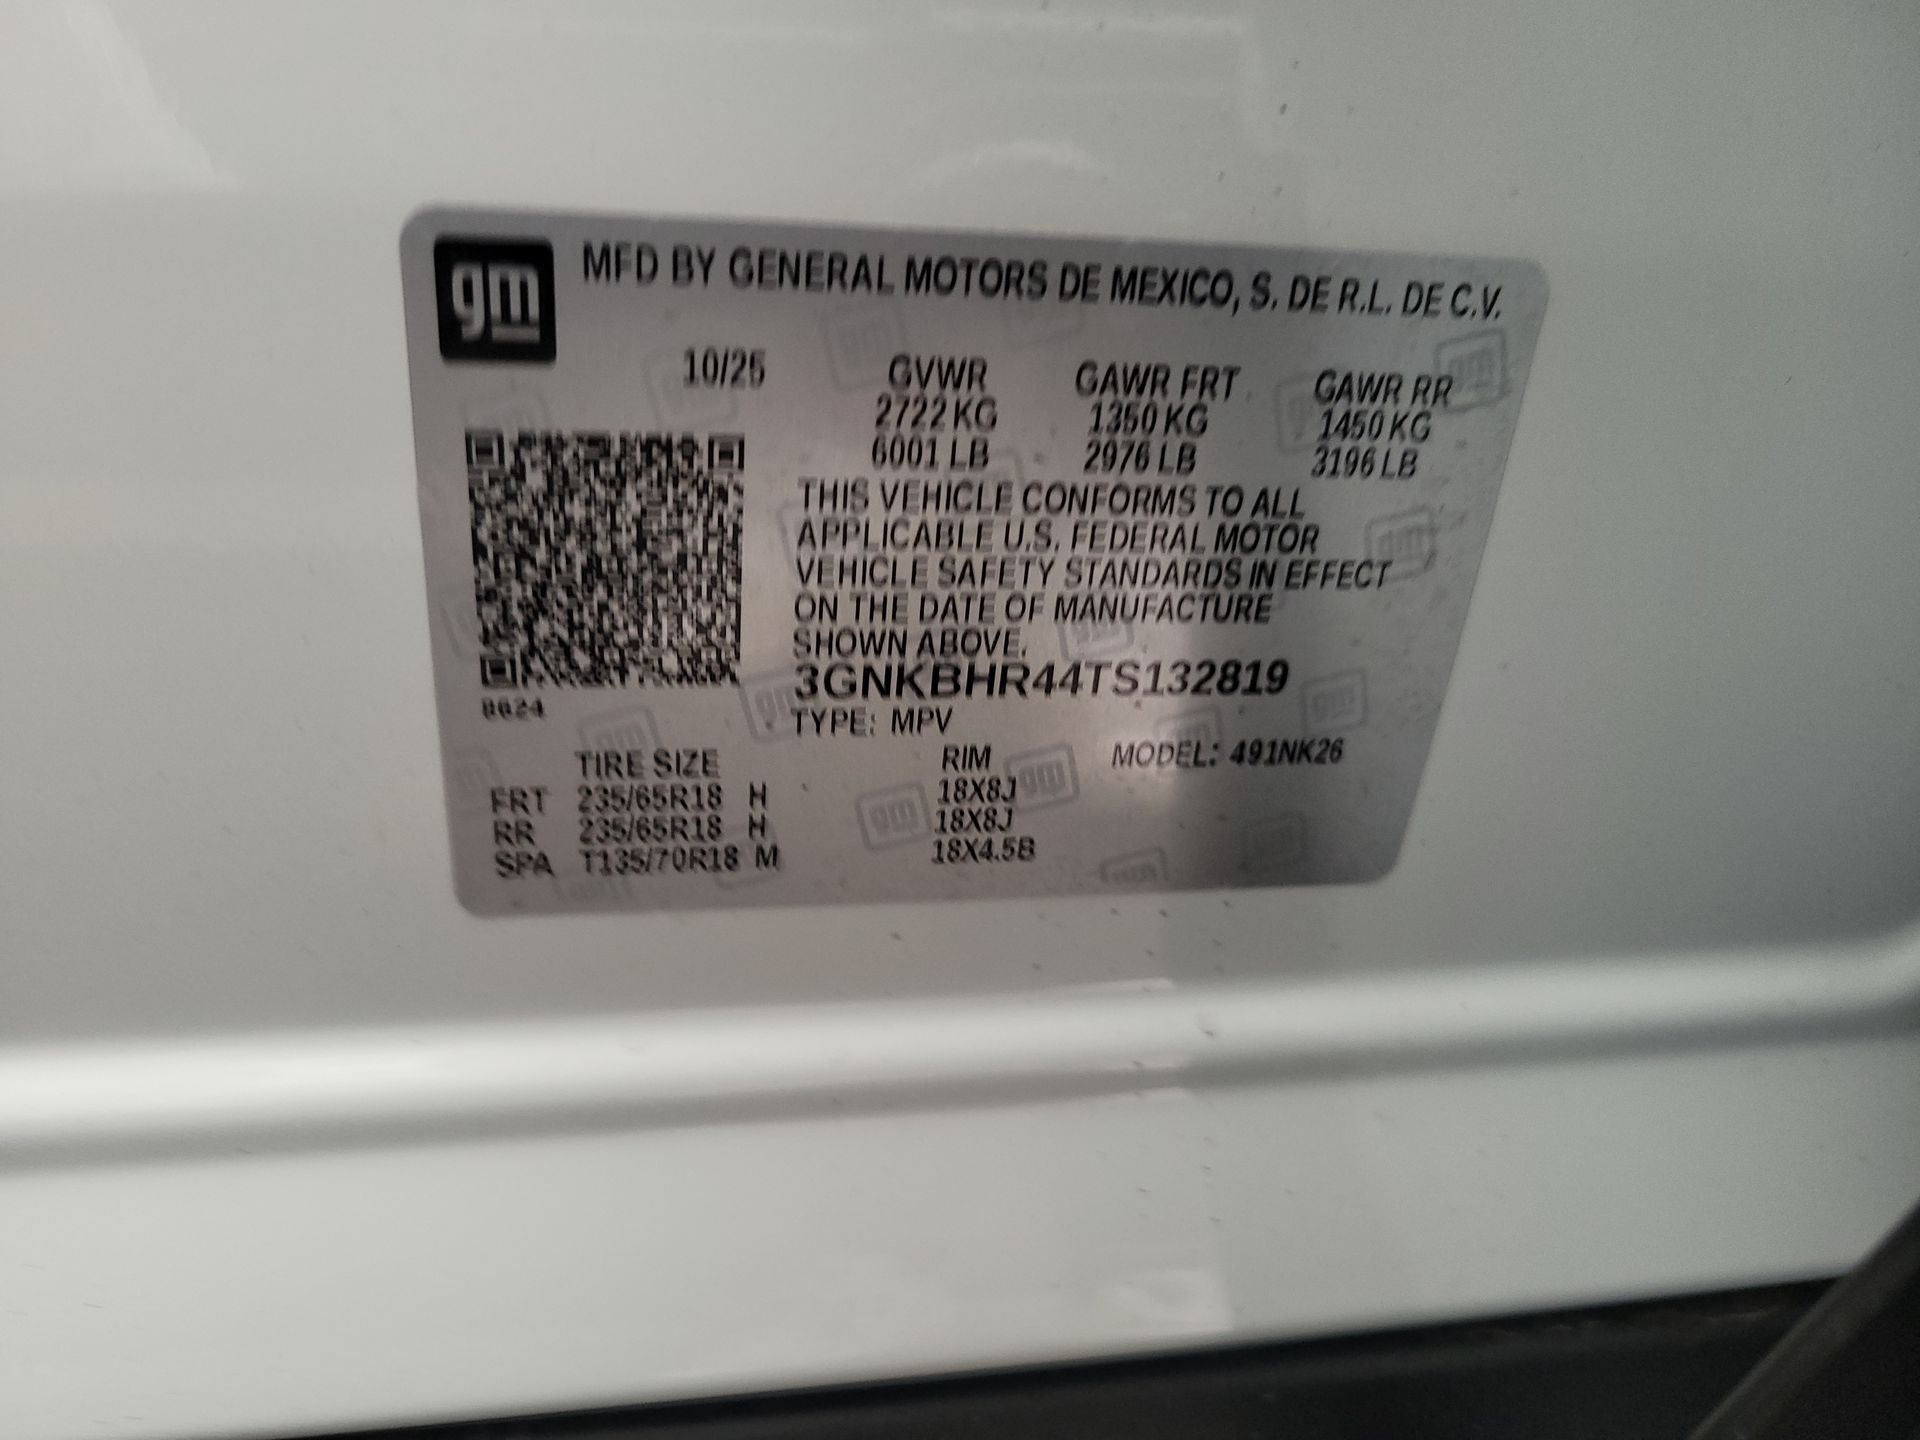 gm
MFD BY GENERAL MOTORS DE MEXICO, S. DE R.L. DE C.V.
10/25 GVWR GAWR FRT GAWR RR
2722 KG 1350 KG 1450 KG
6001 LB 2976 LB 3196 LB
THIS VEHICLE CONFORMS TO ALL
APPLICABLE U.S. FEDERAL MOTOR
VEHICLE SAFETY STANDARDS IN EFFECT
ON THE DATE OF MANUFACTURE
SHOWN ABOVE.
3GNKBHR44TS132819
TYPE: MPV
TIRE SIZE RIM MODEL: 491NK26
FRT 235/65R18 H 18X8J
RR 235/65R18 H 18X8J
SPA T135/70R18 M 18X4.5B